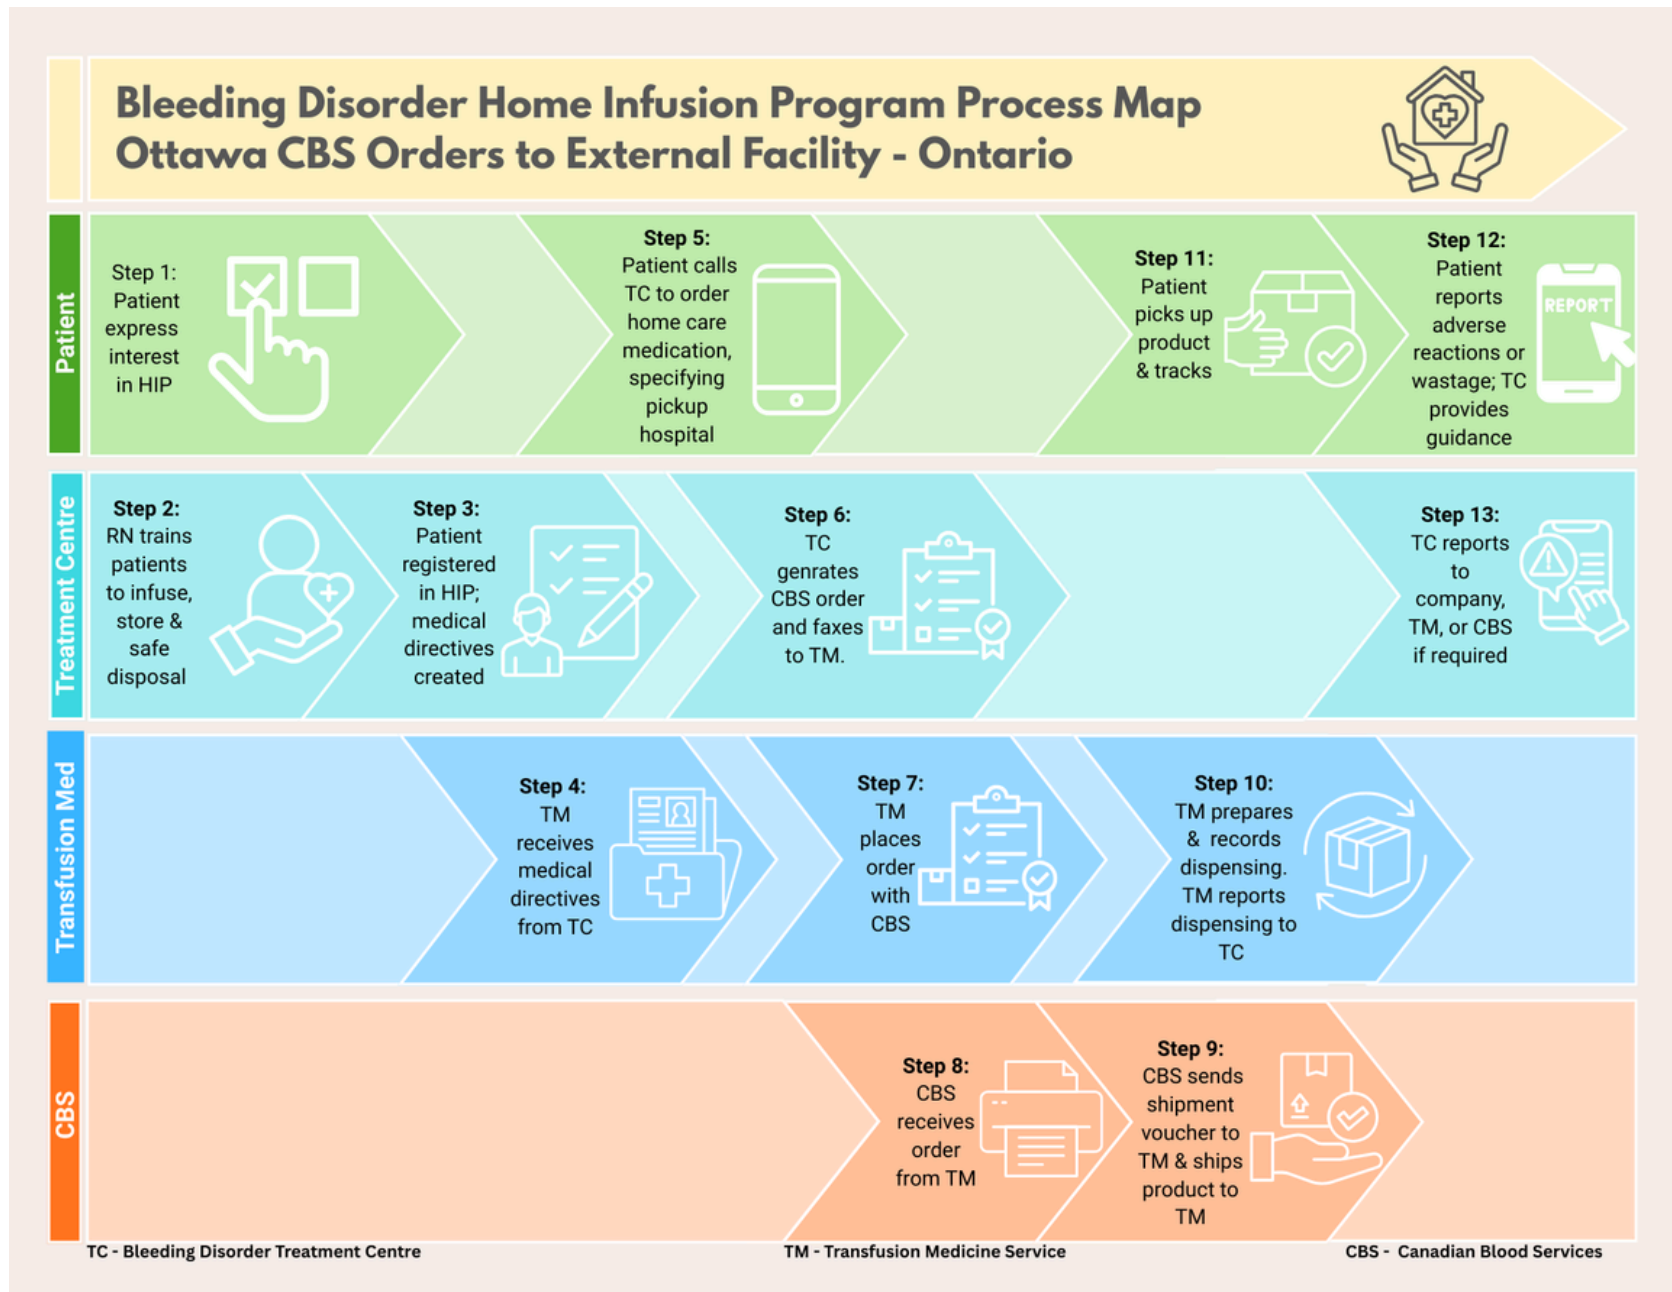 Bleeding Disorder Home Infusion Program Process Map
Ottawa CBS Orders to External Facility - Ontario
Patient
Step 1:
Patient
express
interest
in HIP
Step 5:
Patient calls
TC to order
home care
medication,
specifying
pickup
hospital
Step 11:
Patient
picks up
product
& tracks
Step 12:
Patient
reports
adverse
reactions or
wastage; TC
provides
guidance
REPORT
Treatment Centre
Step 2:
RN trains
patients
to infuse,
store &
safe
disposal
Step 3:
Patient
registered
in HIP;
medical
directives
created
Step 6:
TC
genrates
CBS order
and faxes
to TM.
Step 13:
TC reports
to
company,
TM, or CBS
if required
Transfusion Med
Step 4:
TM
receives
medical
directives
from TC
Step 7:
TM
places
order
with
CBS
Step 10:
TM prepares
& records
dispensing.
TM reports
dispensing to
TC
CBS
Step 8:
CBS
receives
order
from TM
Step 9:
CBS sends
shipment
voucher to
TM & ships
product to
TM
TC - Bleeding Disorder Treatment Centre
TM - Transfusion Medicine Service
CBS - Canadian Blood Services